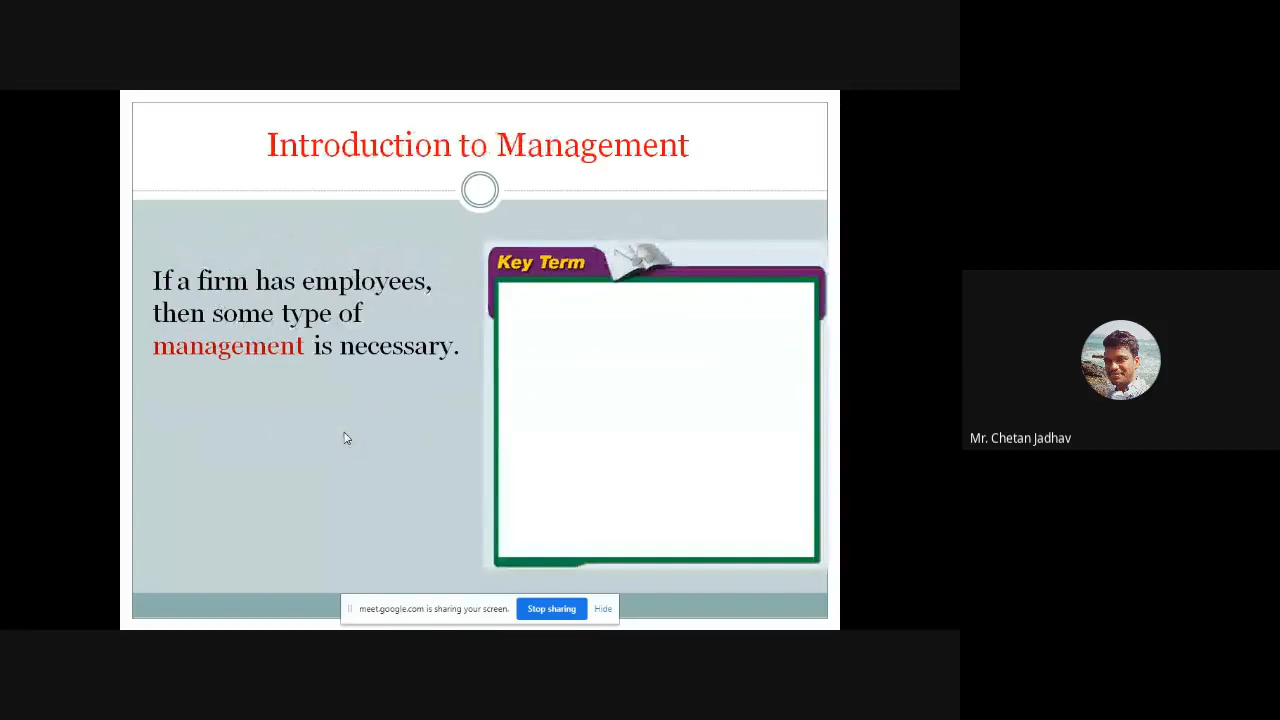 Introduction to Management
If a firm has employees,
then some type of
management is necessary.
Key Term
Mr. Chetan Jadhav
meet.google.com is sharing your screen.
Stop sharing
Hide